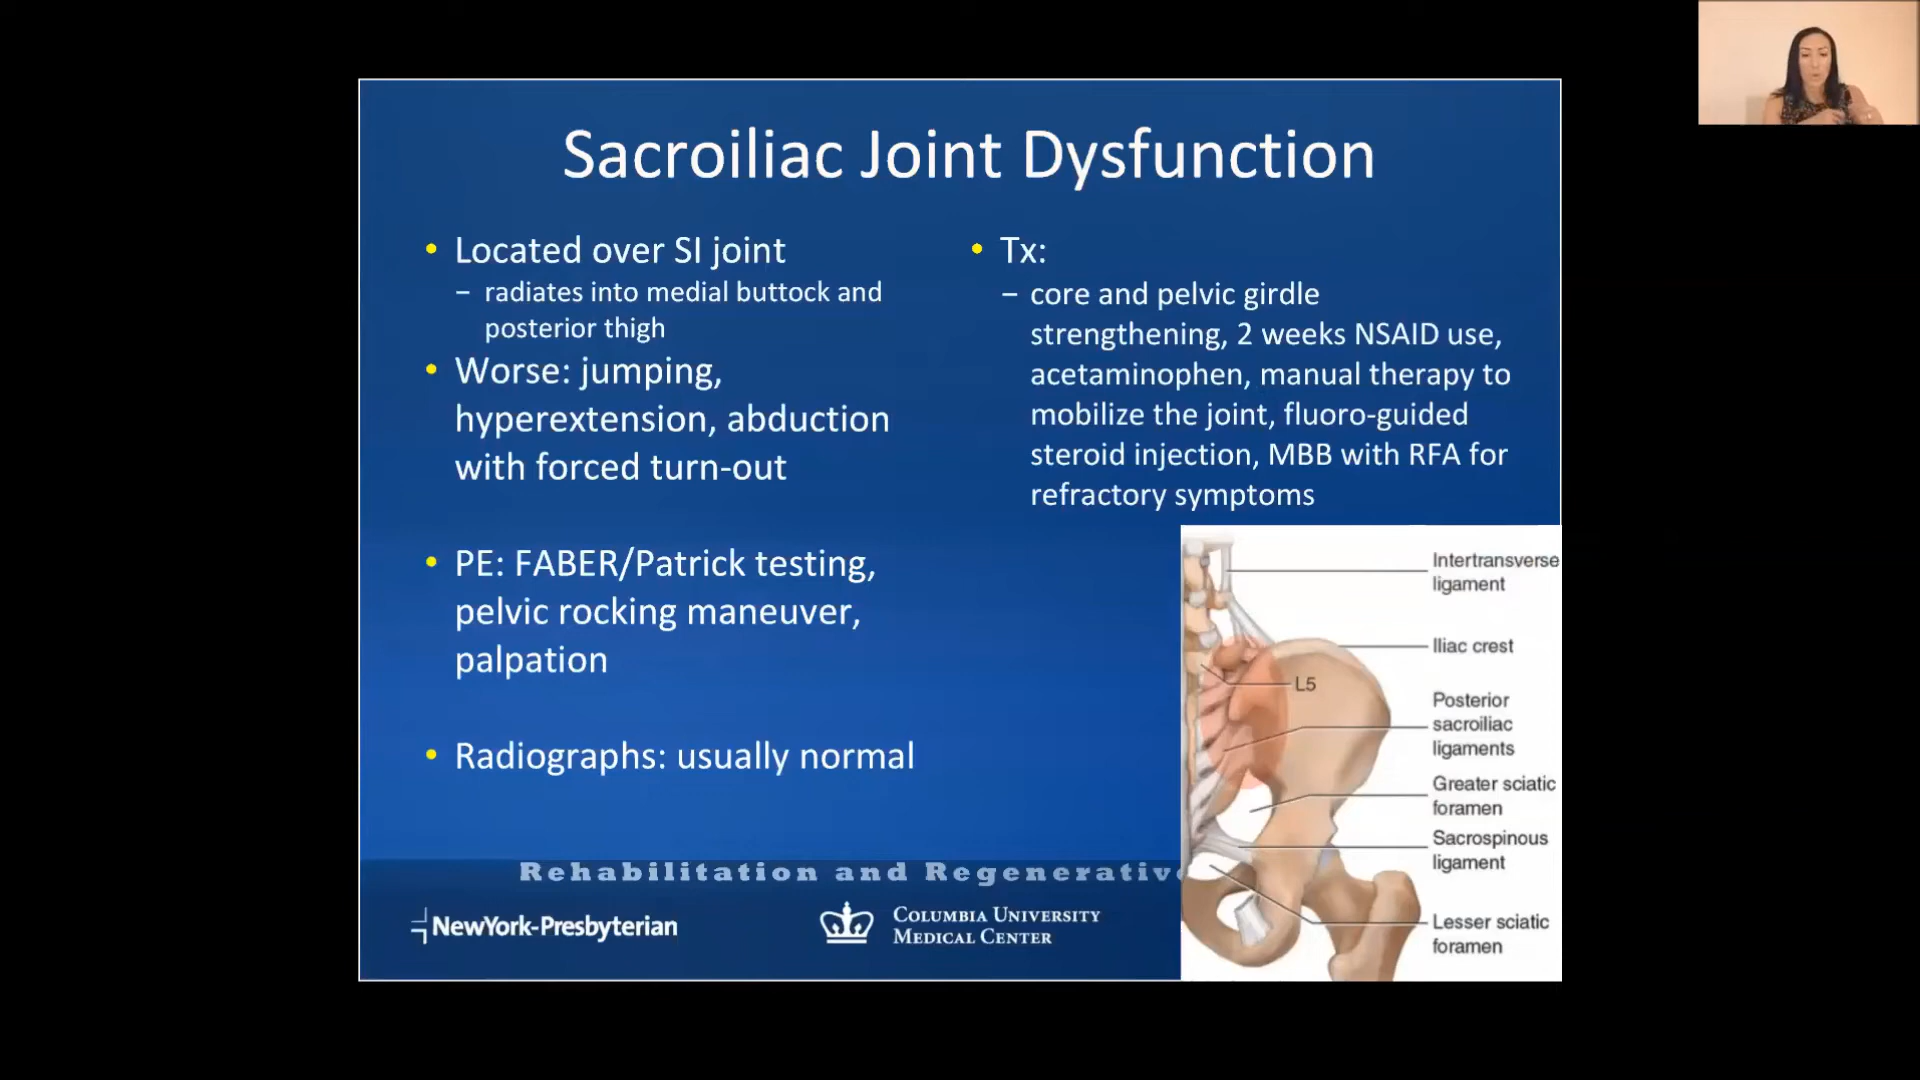 Sacroiliac Joint Dysfunction
• Located over SI joint
– radiates into medial buttock and
posterior thigh
• Worse: jumping,
hyperextension, abduction
with forced turn-out
• PE: FABER/Patrick testing,
pelvic rocking maneuver,
palpation
• Radiographs: usually normal
• Tx:
– core and pelvic girdle
strengthening, 2 weeks NSAID use,
acetaminophen, manual therapy to
mobilize the joint, fluoro-guided
steroid injection, MBB with RFA for
refractory symptoms
Intertransverse
ligament
Iliac crest
L5
Posterior
sacroiliac
ligaments
Greater sciatic
foramen
Sacrospinous
ligament
Lesser sciatic
foramen
Rehabilitation and Regenerative
NewYork-Presbyterian
COLUMBIA UNIVERSITY
MEDICAL CENTER